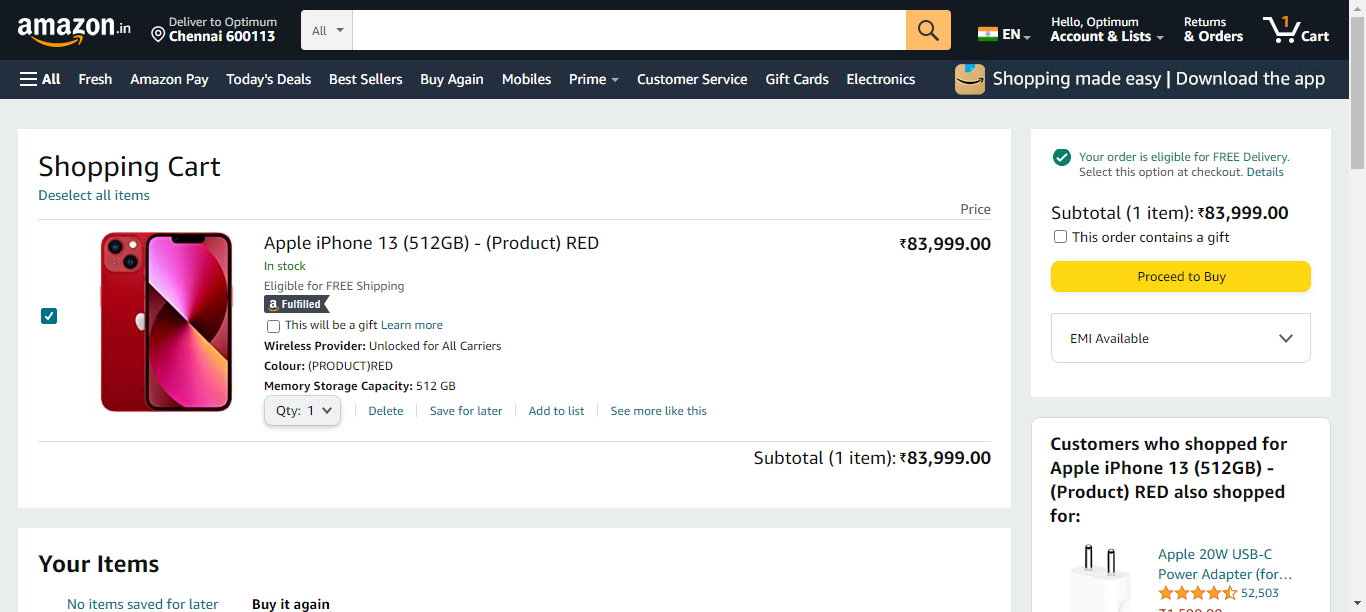 amazon.in
Deliver to Optimum
Chennai 600113
All
EN
Hello, Optimum
Account & Lists
Returns
& Orders
1
Cart
All Fresh Amazon Pay Today's Deals Best Sellers Buy Again Mobiles Prime Customer Service Gift Cards Electronics
Shopping made easy | Download the app
Shopping Cart
Deselect all items
Price
Apple iPhone 13 (512GB) - (Product) RED
₹83,999.00
In stock
Eligible for FREE Shipping
a Fulfilled
This will be a gift Learn more
Wireless Provider: Unlocked for All Carriers
Colour: (PRODUCT)RED
Memory Storage Capacity: 512 GB
Qty: 1
Delete
Save for later
Add to list
See more like this
Subtotal (1 item): ₹83,999.00
Your Items
No items saved for later
Buy it again
Your order is eligible for FREE Delivery.
Select this option at checkout. Details
Subtotal (1 item): ₹83,999.00
This order contains a gift
Proceed to Buy
EMI Available
Customers who shopped for
Apple iPhone 13 (512GB) -
(Product) RED also shopped
for:
Apple 20W USB-C
Power Adapter (for…
52,503